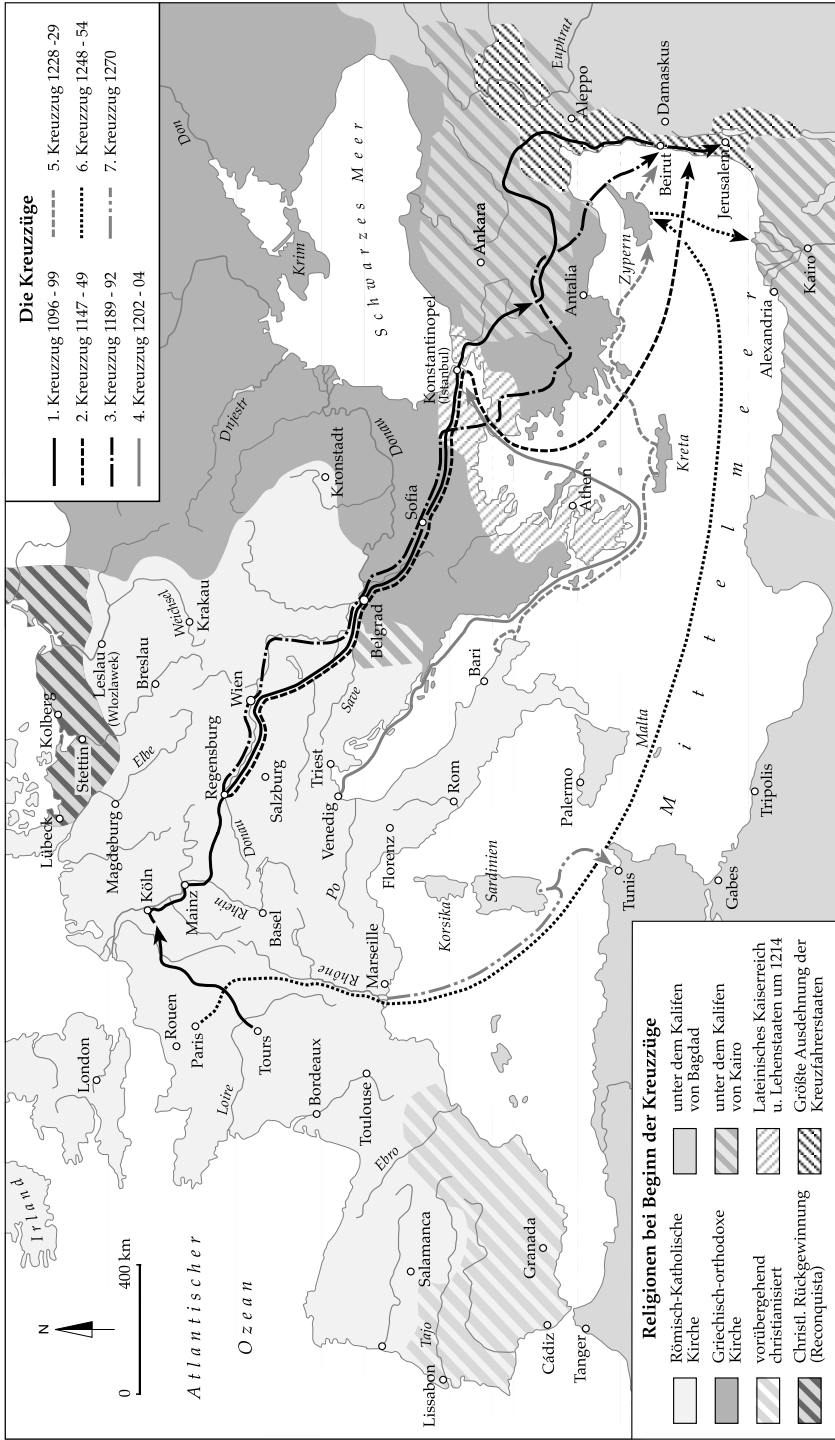 Die Kreuzzüge
1. Kreuzzug 1096 - 99
2. Kreuzzug 1147 - 49
3. Kreuzzug 1189 - 92
4. Kreuzzug 1202 - 04
5. Kreuzzug 1228 -29
6. Kreuzzug 1248 - 54
7. Kreuzzug 1270
N
0
400 km
Irland
London
Atlantischer
Ozean
Rouen
Paris
Tours
Loire
Bordeaux
Toulouse
Ebro
Salamanca
Tajo
Lissabon
Granada
Cádiz
Tanger
Lübeck
Kolberg
Stettin
Magdeburg
Elbe
Köln
Mainz
Rhein
Basel
Rhône
Marseille
Leslau
(Wlozlawek)
Breslau
Weichsel
Krakau
Regensburg
Wien
Donau
Salzburg
Save
Triest
Venedig
Po
Florenz
Rom
Bari
Korsika
Sardinien
Palermo
Malta
Tunis
Gabes
Tripolis
Mittelmeer
Belgrad
Sofia
Kronstadt
Donau
Dnjestr
Don
Krim
Schwarzes Meer
Konstantinopel
(Istanbul)
Ankara
Antalia
Athen
Kreta
Zypern
Euphrat
Aleppo
Damaskus
Beirut
Jerusalem
Alexandria
Kairo
Religionen bei Beginn der Kreuzzüge
Römisch-Katholische
Kirche
Griechisch-orthodoxe
Kirche
vorübergehend
christianisiert
Christl. Rückgewinnung
(Reconquista)
unter dem Kalifen
von Bagdad
unter dem Kalifen
von Kairo
Lateinisches Kaiserreich
u. Lehenstaaten um 1214
Größte Ausdehnung der
Kreuzfahrerstaaten